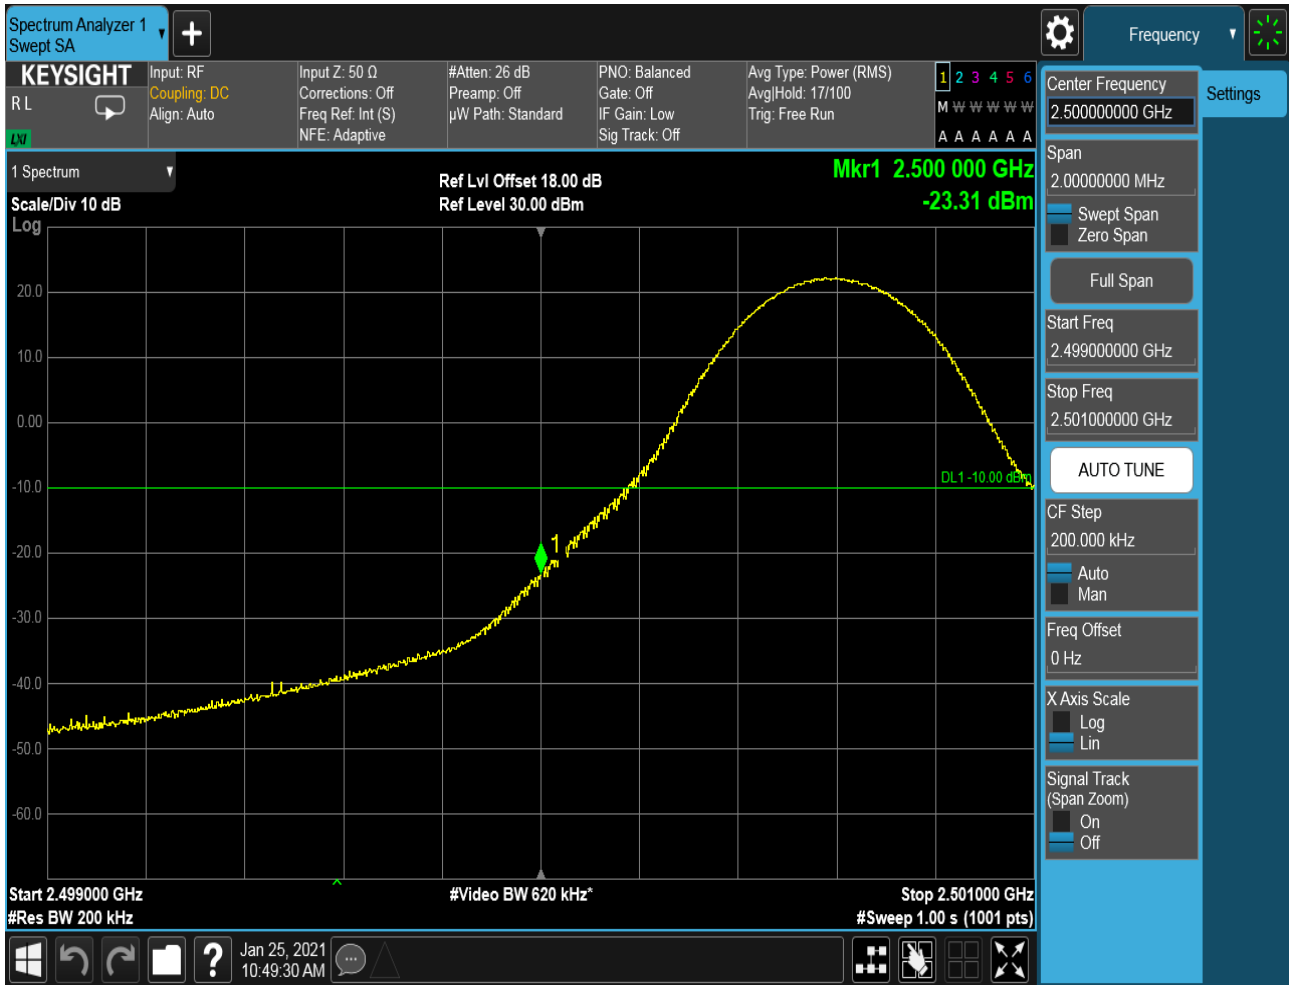 Spectrum Analyzer 1
Swept SA
Frequency
KEYSIGHT
R L
LXI
Input: RF
Coupling: DC
Align: Auto
Input Z: 50 Ω
Corrections: Off
Freq Ref: Int (S)
NFE: Adaptive
#Atten: 26 dB
Preamp: Off
µW Path: Standard
PNO: Balanced
Gate: Off
IF Gain: Low
Sig Track: Off
Avg Type: Power (RMS)
Avg|Hold: 17/100
Trig: Free Run
1 2 3 4 5 6
M W W W W W
A A A A A A
1 Spectrum
Scale/Div 10 dB
Log
Ref Lvl Offset 18.00 dB
Ref Level 30.00 dBm
Mkr1 2.500 000 GHz
-23.31 dBm
20.0
10.0
0.00
-10.0
-20.0
-30.0
-40.0
-50.0
-60.0
DL1 -10.00 dBm
1
Start 2.499000 GHz
#Res BW 200 kHz
#Video BW 620 kHz*
Stop 2.501000 GHz
#Sweep 1.00 s (1001 pts)
Jan 25, 2021
10:49:30 AM
Center Frequency
2.500000000 GHz
Settings
Span
2.00000000 MHz
Swept Span
Zero Span
Full Span
Start Freq
2.499000000 GHz
Stop Freq
2.501000000 GHz
AUTO TUNE
CF Step
200.000 kHz
Auto
Man
Freq Offset
0 Hz
X Axis Scale
Log
Lin
Signal Track
(Span Zoom)
On
Off